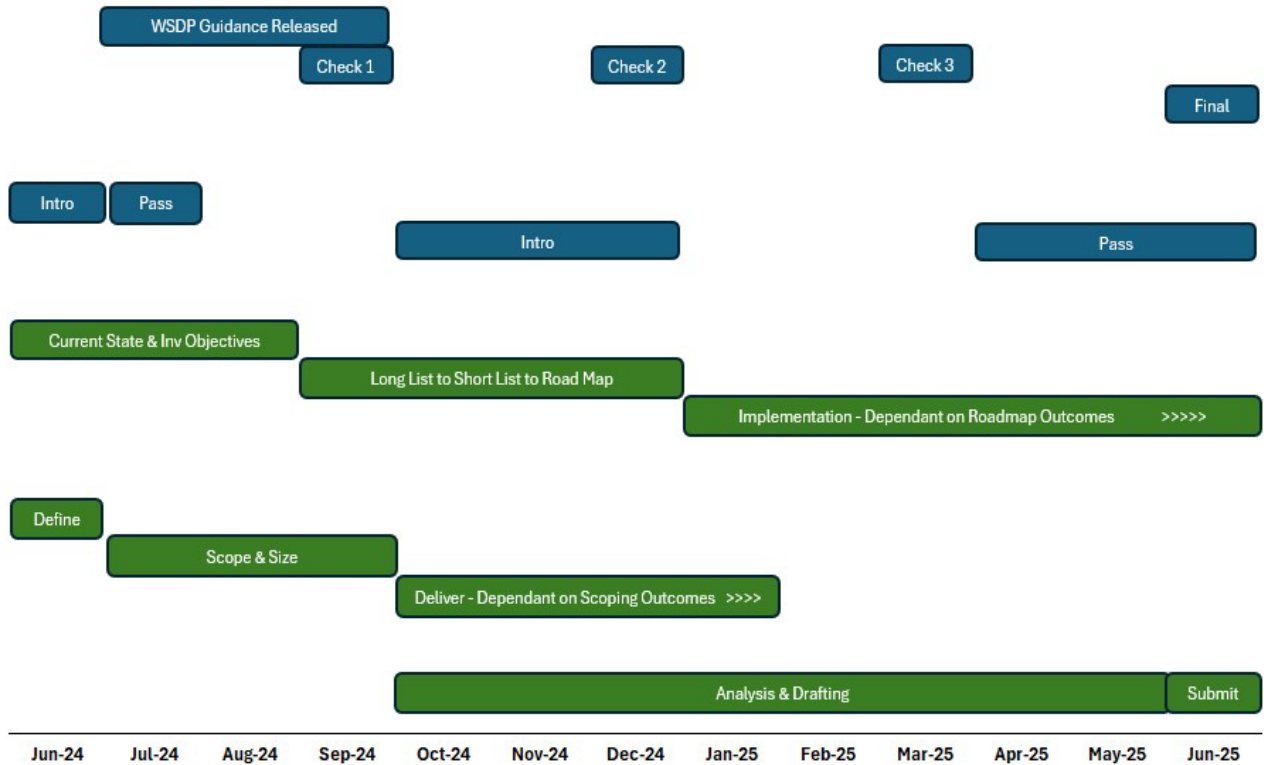 WSDP Guidance Released
Check 1
Check 2
Check 3
Final
Intro
Pass
Intro
Pass
Current State & Inv Objectives
Long List to Short List to Road Map
Implementation - Dependant on Roadmap Outcomes >>>>>
Define
Scope & Size
Deliver - Dependant on Scoping Outcomes >>>>
Analysis & Drafting
Submit
Jun-24 Jul-24 Aug-24 Sep-24 Oct-24 Nov-24 Dec-24 Jan-25 Feb-25 Mar-25 Apr-25 May-25 Jun-25